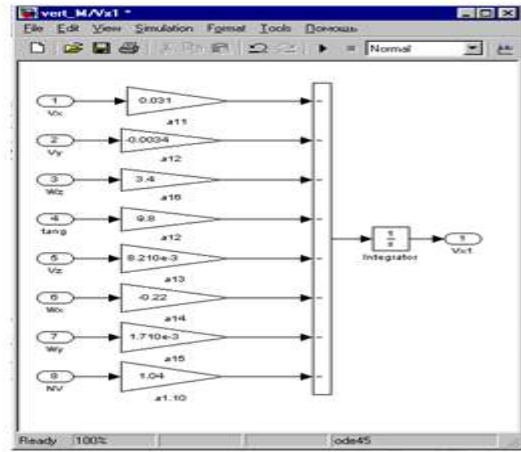 vert_M/Vx1 *
File Edit View Simulation Format Tools Помощь
Normal
1
Vx
0.031
a11
2
Vy
-0.0034
a12
3
Wz
3.4
a16
4
tang
9.8
a12
5
Vz
8.210e-3
a13
6
Wx
-0.22
a14
7
Wy
1.710e-3
a15
8
NV
1.04
a1.10
1
s
Integrator
1
Vx1
Ready 100% ode45